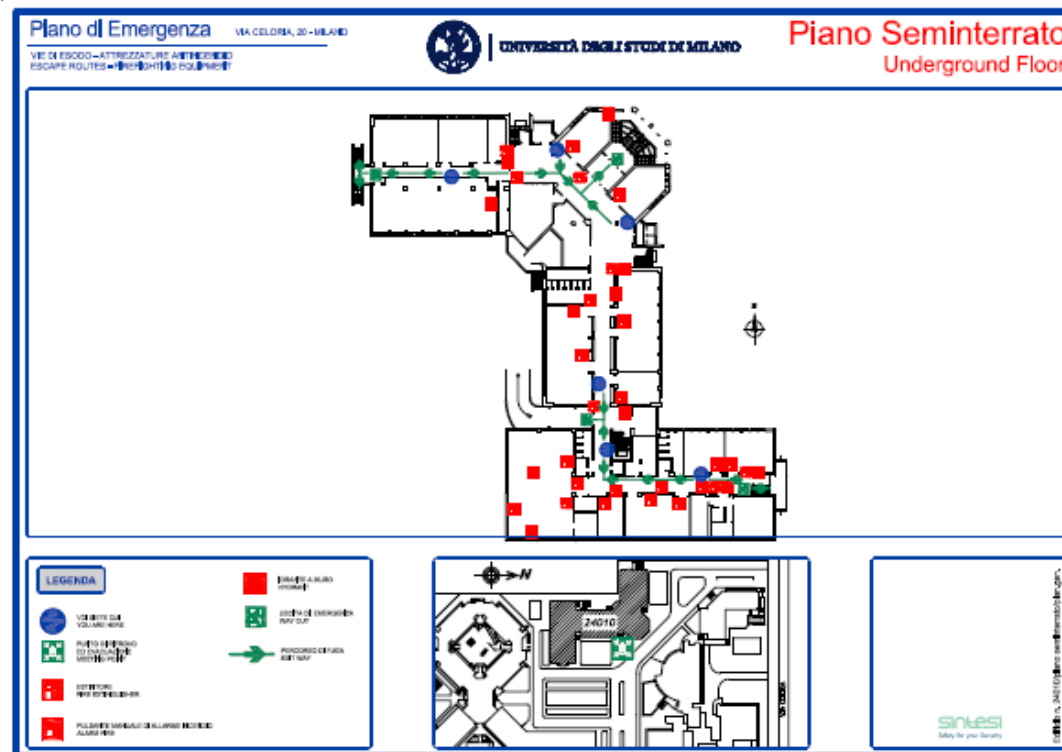 Piano di Emergenza
VIA CELORIA, 20 - MILANO
VIE DI ESODO - ATTREZZATURE ANTINCENDIO
ESCAPE ROUTES - FIREFIGHTING EQUIPMENT
UNIVERSITÀ DEGLI STUDI DI MILANO
Piano Seminterrato
Underground Floor
LEGENDA
VOI SIETE QUI
YOU ARE HERE
PUNTO DI RITROVO
ED EVACUAZIONE
MEETING POINT
ESTINTORE
FIRE EXTINGUISHER
PULSANTE MANUALE DI ALLARME INCENDIO
ALARM FIRE
IDRANTE A MURO
HYDRANT
USCITA DI EMERGENZA
WAY OUT
PERCORSO DI FUGA
EXIT WAY
N
24010
sintesi
Safety for your Security